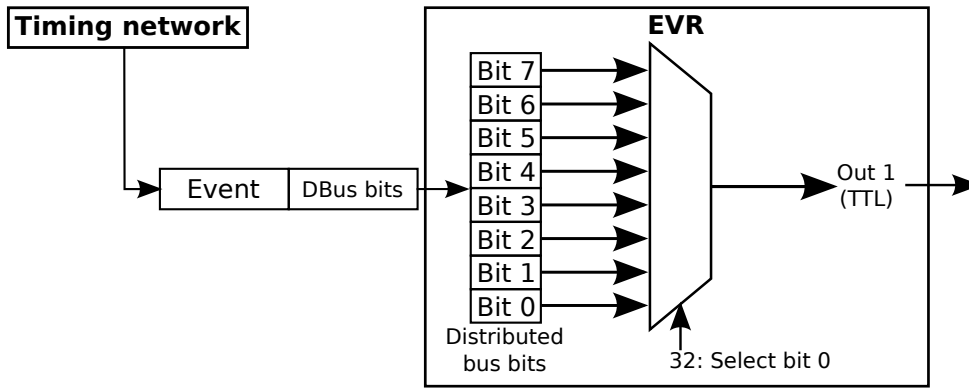 Timing network
EVR
Bit 7
Bit 6
Bit 5
Bit 4
Bit 3
Bit 2
Bit 1
Bit 0
Event
DBus bits
Out 1
(TTL)
Distributed
bus bits
32: Select bit 0